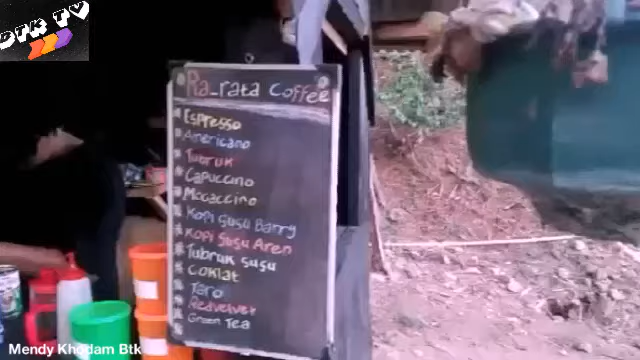 BTK TV
Ra_rata Coffee
Espresso
Americano
Tubruk
Capuccino
Mocaccino
Kopi Susu Barry
Kopi Susu Aren
Tubruk susu
Coklat
Taro
Redvelvet
Green Tea
Mendy Khodam Btk